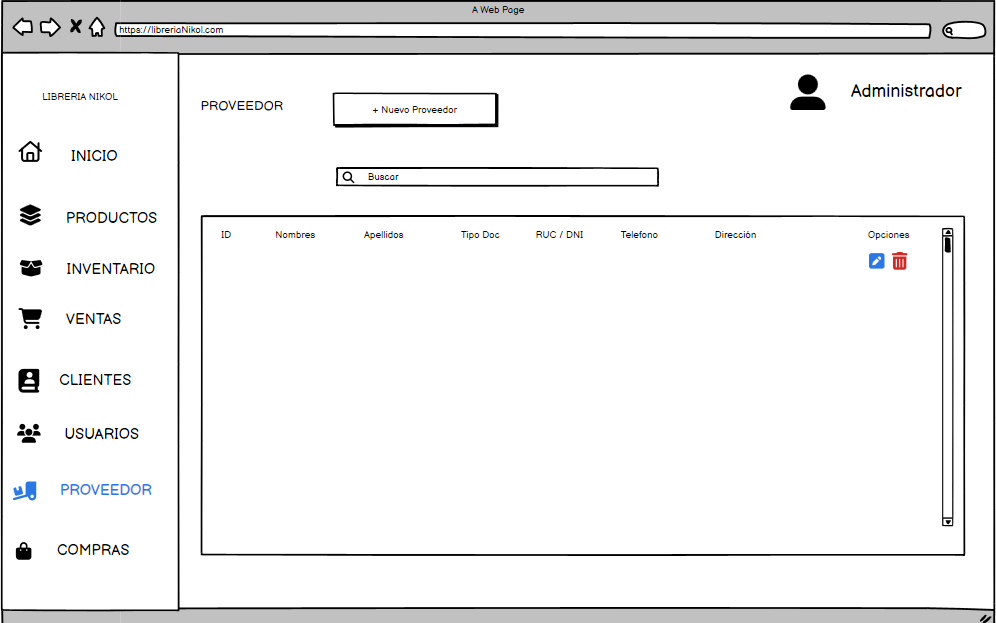 A Web Page
https://libreriaNikol.com
LIBRERIA NIKOL
INICIO
PRODUCTOS
INVENTARIO
VENTAS
CLIENTES
USUARIOS
PROVEEDOR
COMPRAS
PROVEEDOR
+ Nuevo Proveedor
Administrador
Buscar
ID Nombres Apellidos Tipo Doc RUC / DNI Telefono Dirección Opciones